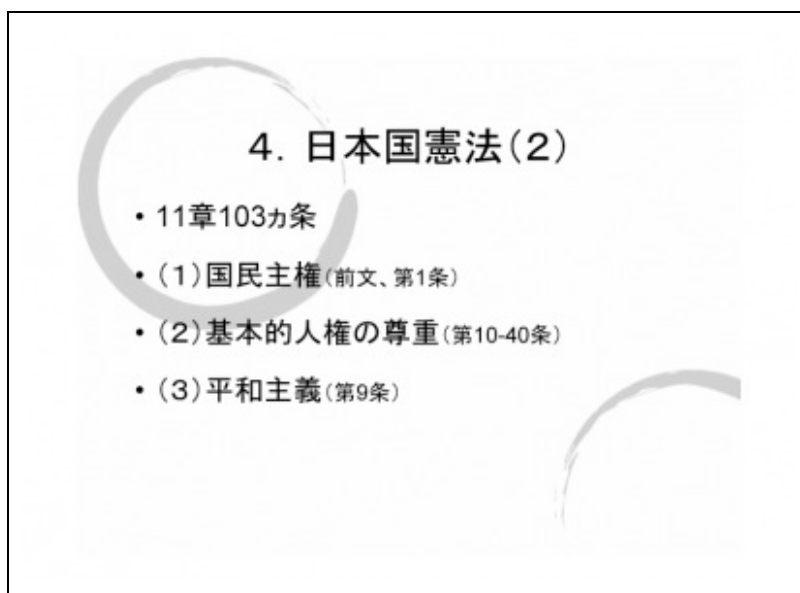 4. 日本国憲法(2)
• 11章103ヵ条
• (1)国民主権(前文、第1条)
• (2)基本的人権の尊重(第10-40条)
• (3)平和主義(第9条)